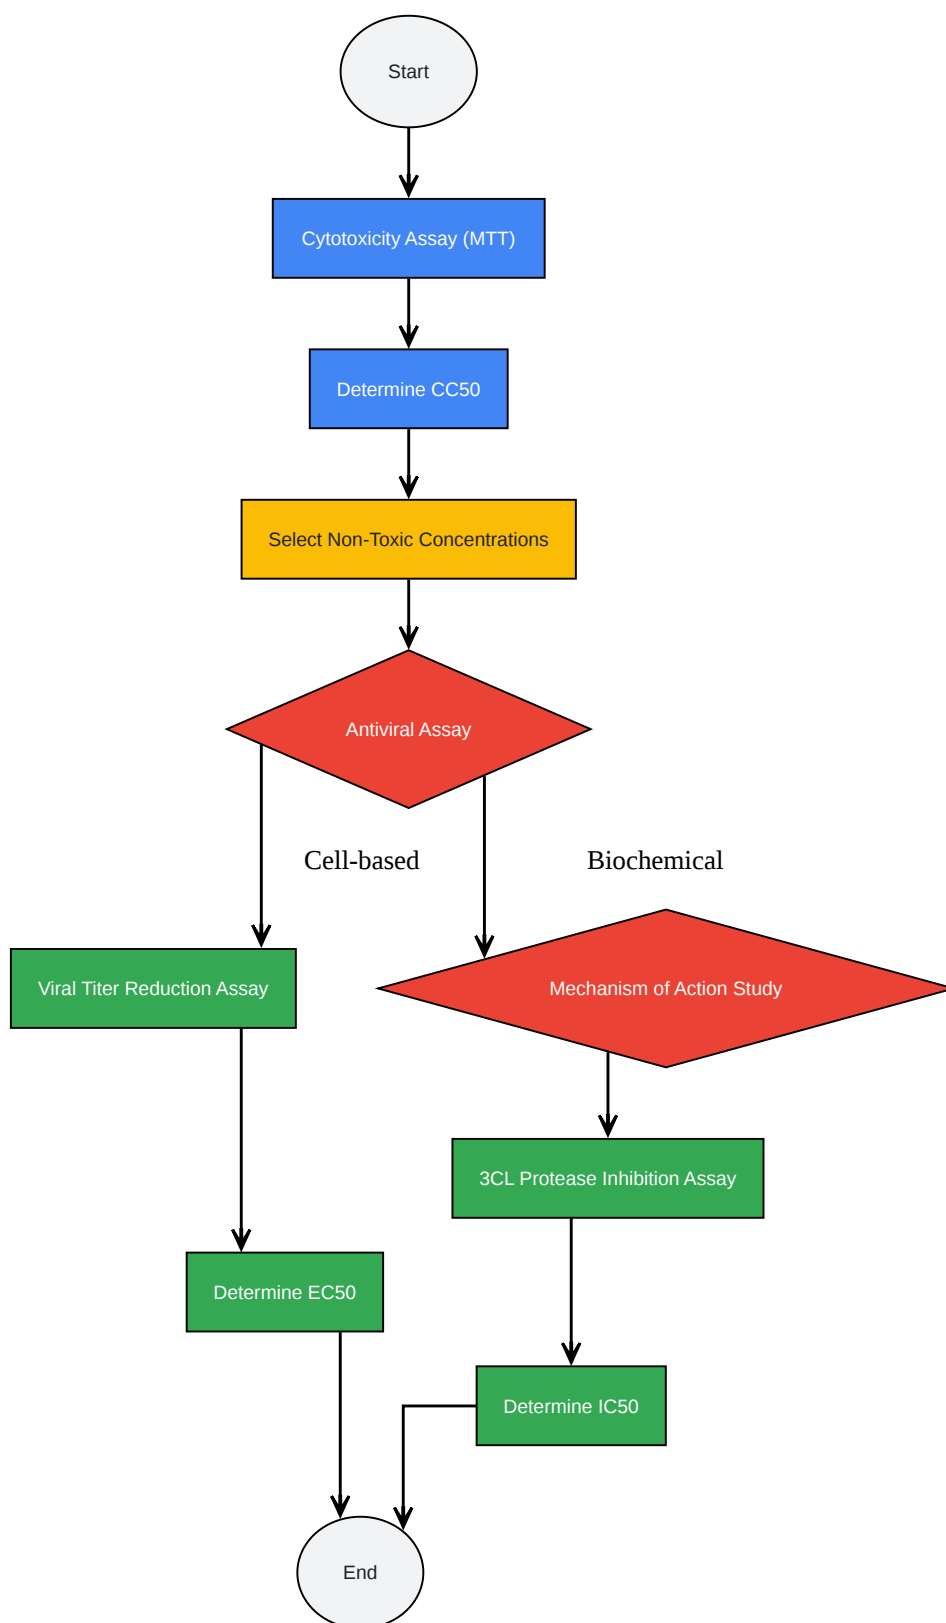 Start
Cytotoxicity Assay (MTT)
Determine CC50
Select Non-Toxic Concentrations
Antiviral Assay
Cell-based
Biochemical
Viral Titer Reduction Assay
Mechanism of Action Study
3CL Protease Inhibition Assay
Determine EC50
Determine IC50
End